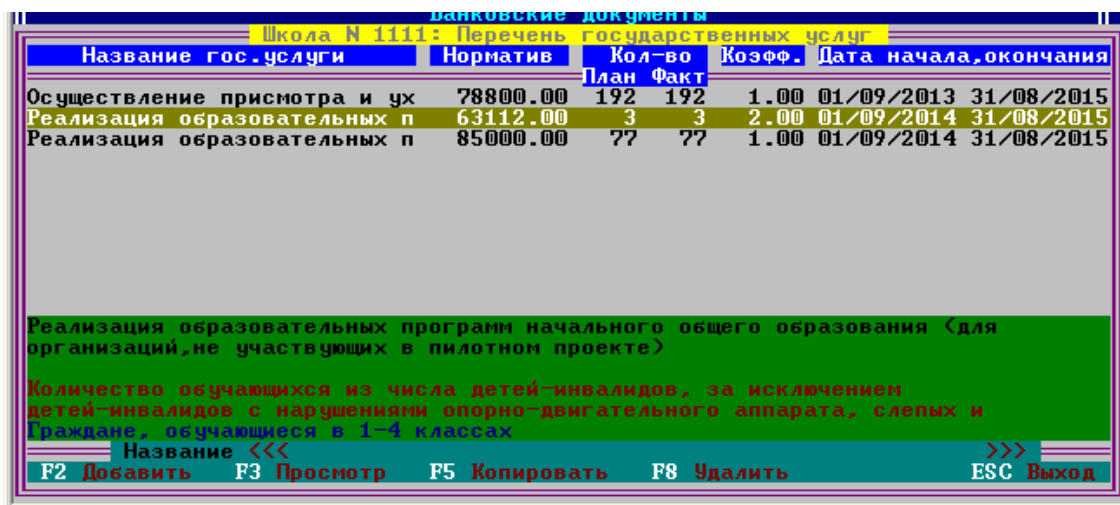 Банковские документы
Школа N 1111: Перечень государственных услуг
Название гос.услуги Норматив Кол-во Коэфф. Дата начала,окончания
План Факт
Осуществление присмотра и ух 78800.00 192 192 1.00 01/09/2013 31/08/2015
Реализация образовательных п 63112.00 3 3 2.00 01/09/2014 31/08/2015
Реализация образовательных п 85000.00 77 77 1.00 01/09/2014 31/08/2015
Реализация образовательных программ начального общего образования (для
организаций,не участвующих в пилотном проекте)
Количество обучающихся из числа детей-инвалидов, за исключением
детей-инвалидов с нарушениями опорно-двигательного аппарата, слепых и
Граждане, обучающиеся в 1-4 классах
Название <<< >>>
F2 Добавить F3 Просмотр F5 Копировать F8 Удалить ESC Выход